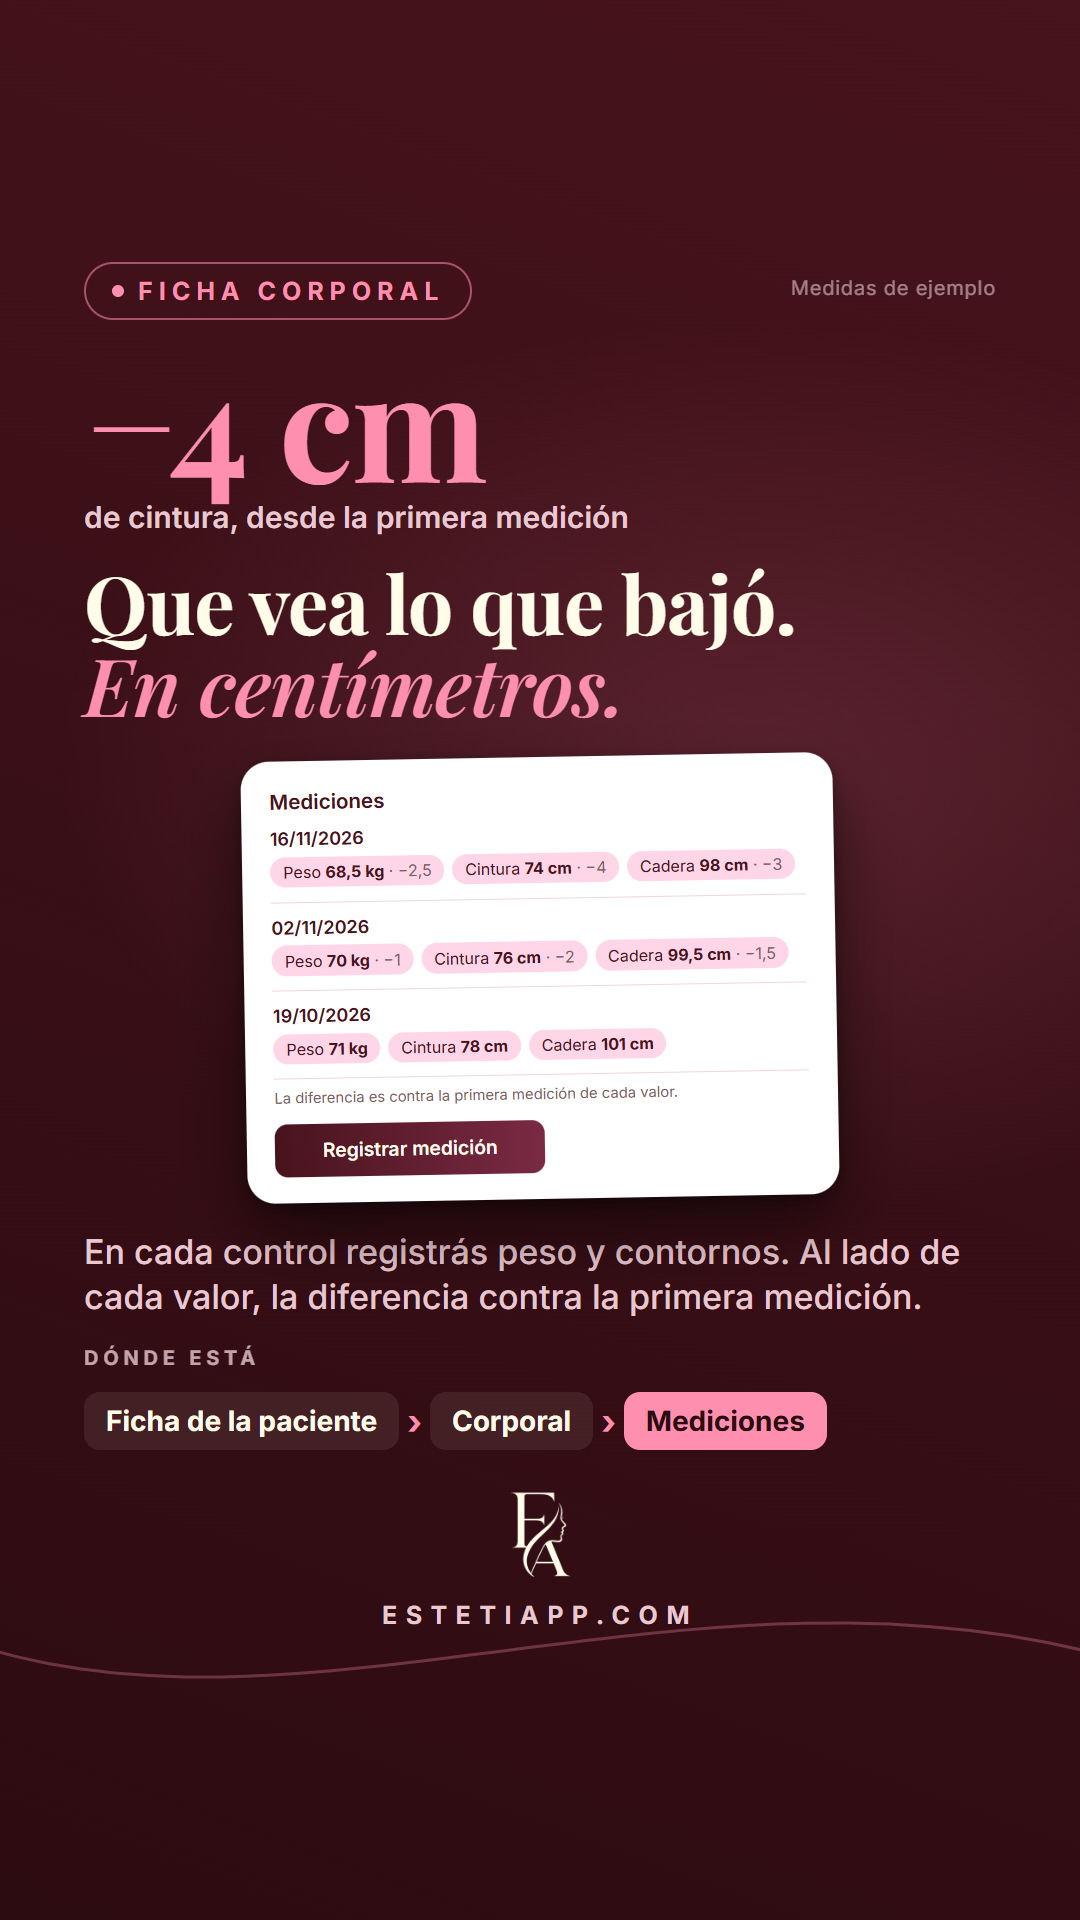 FICHA CORPORAL
Medidas de ejemplo
−4 cm
de cintura, desde la primera medición
Que vea lo que bajó.
En centímetros.
Mediciones
16/11/2026
Peso 68,5 kg · −2,5 Cintura 74 cm · −4 Cadera 98 cm · −3
02/11/2026
Peso 70 kg · −1 Cintura 76 cm · −2 Cadera 99,5 cm · −1,5
19/10/2026
Peso 71 kg Cintura 78 cm Cadera 101 cm
La diferencia es contra la primera medición de cada valor.
Registrar medición
En cada control registrás peso y contornos. Al lado de
cada valor, la diferencia contra la primera medición.
DÓNDE ESTÁ
Ficha de la paciente › Corporal › Mediciones
EA
ESTETIAPP.COM